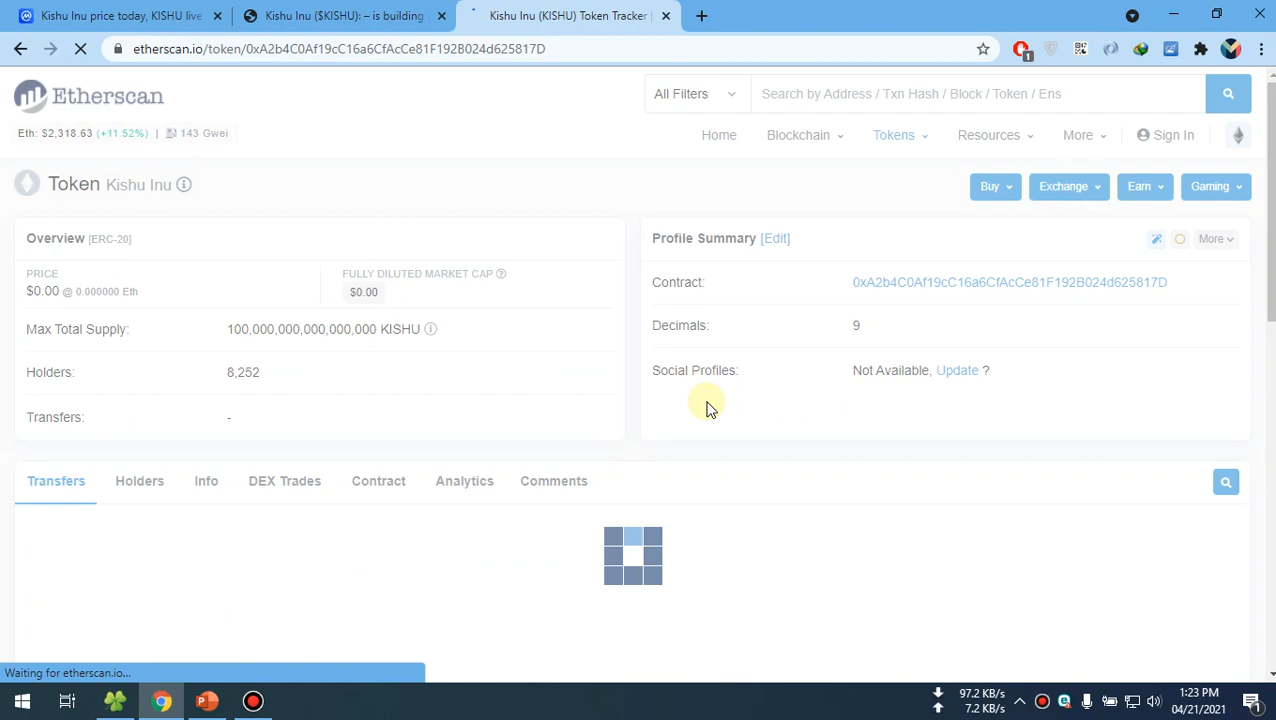 Kishu Inu price today, KISHU live
Kishu Inu ($KISHU): – is building
Kishu Inu (KISHU) Token Tracker |
etherscan.io/token/0xA2b4C0Af19cC16a6CfAcCe81F192B024d625817D
1
Etherscan
All Filters
Search by Address / Txn Hash / Block / Token / Ens
Eth: $2,318.63 (+11.52%) | 143 Gwei
Home Blockchain Tokens Resources More Sign In
Token Kishu Inu
Buy Exchange Earn Gaming
Overview [ERC-20]
PRICE
$0.00 @ 0.000000 Eth
FULLY DILUTED MARKET CAP
$0.00
Max Total Supply: 100,000,000,000,000,000 KISHU
Holders: 8,252
Transfers: -
Profile Summary [Edit]
More
Contract: 0xA2b4C0Af19cC16a6CfAcCe81F192B024d625817D
Decimals: 9
Social Profiles: Not Available, Update ?
Transfers Holders Info DEX Trades Contract Analytics Comments
Waiting for etherscan.io...
97.2 KB/s
7.2 KB/s
1:23 PM
04/21/2021
1